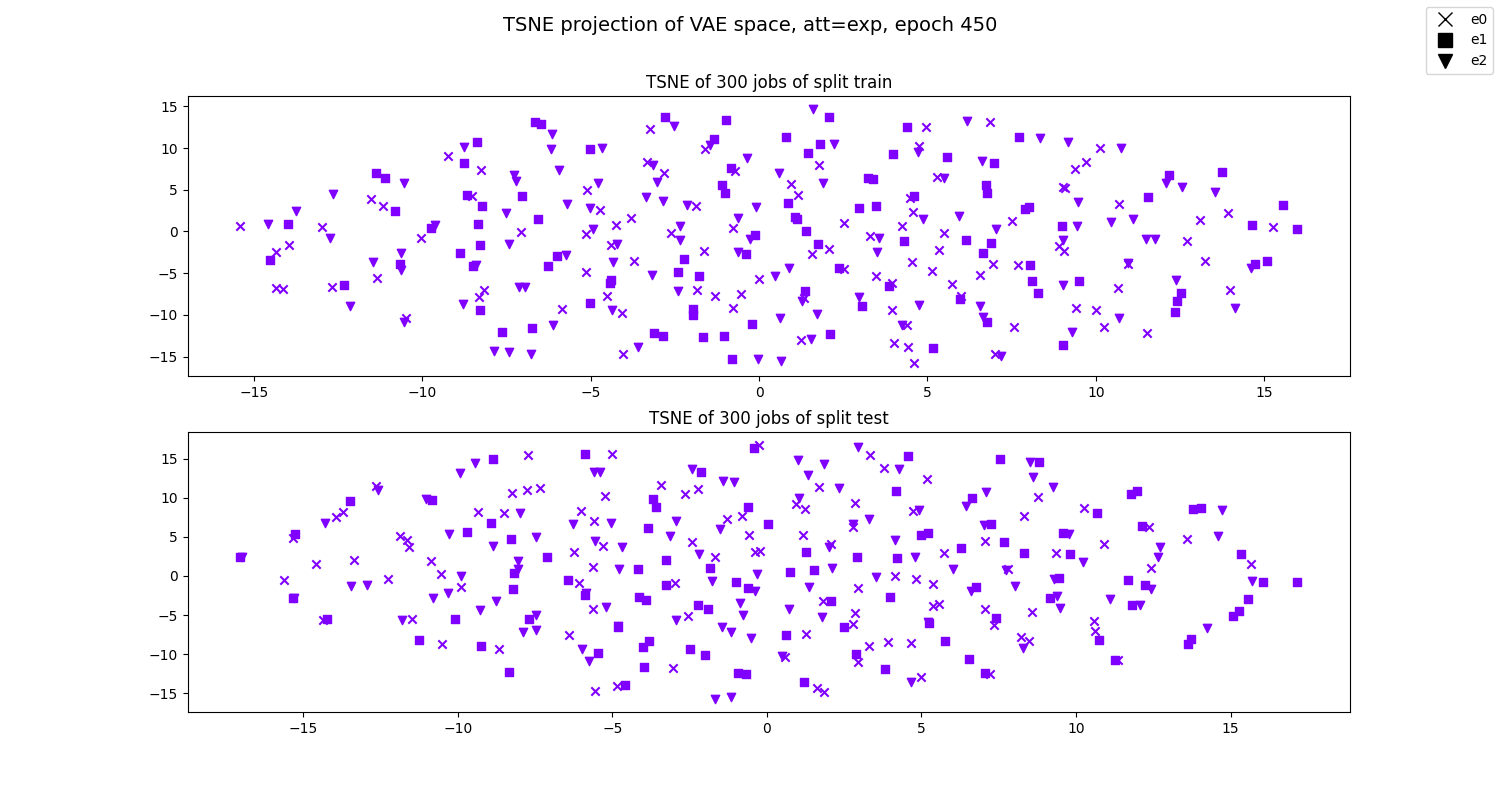 TSNE projection of VAE space, att=exp, epoch 450
e0
e1
e2
TSNE of 300 jobs of split train
15
10
5
0
−5
−10
−15
−15 −10 −5 0 5 10 15
TSNE of 300 jobs of split test
15
10
5
0
−5
−10
−15
−15 −10 −5 0 5 10 15